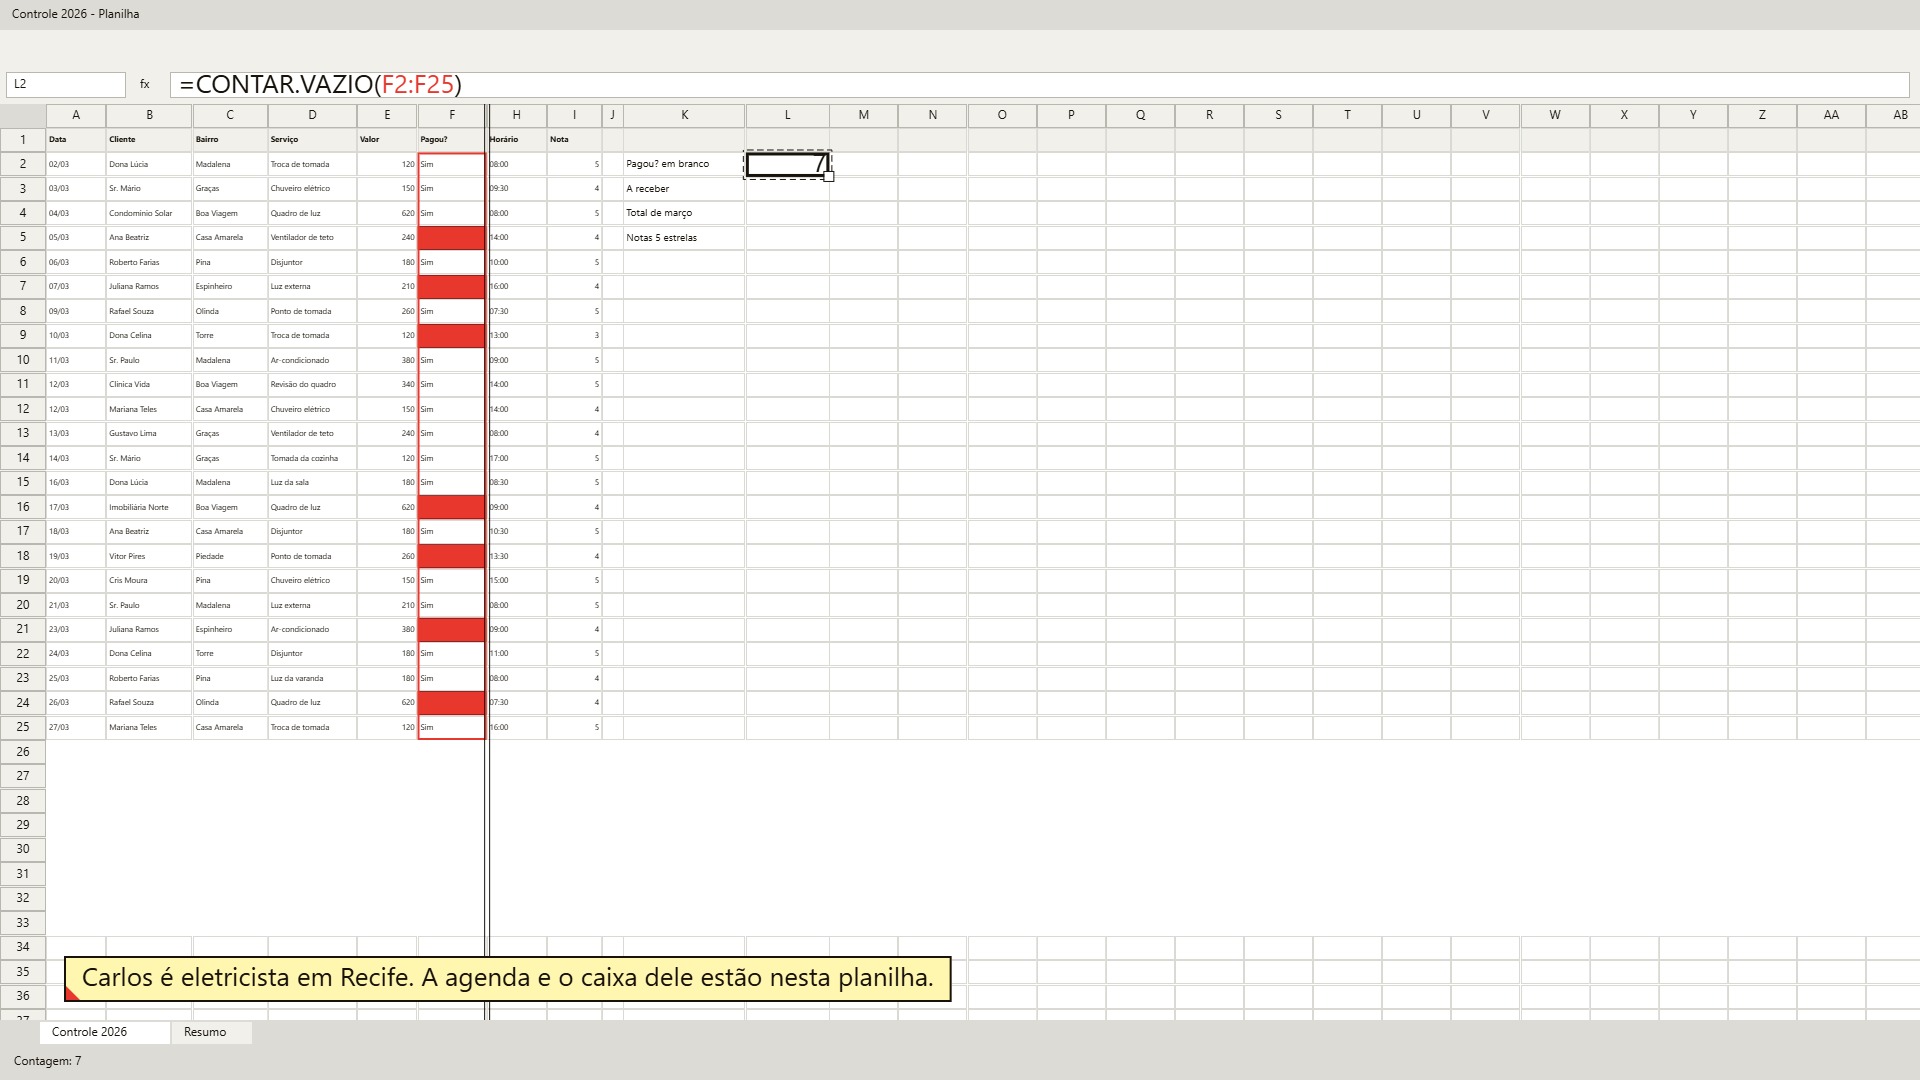 Controle 2026 - Planilha
L2 fx =CONTAR.VAZIO(F2:F25)
A B C D E F H I J K L M N O P Q R S T U V W X Y Z AA AB
1 Data Cliente Bairro Serviço Valor Pagou? Horário Nota
2 02/03 Dona Lúcia Madalena Troca de tomada 120 Sim 08:00 5 Pagou? em branco 7
3 03/03 Sr. Mário Graças Chuveiro elétrico 150 Sim 09:30 4 A receber
4 04/03 Condomínio Solar Boa Viagem Quadro de luz 620 Sim 08:00 5 Total de março
5 05/03 Ana Beatriz Casa Amarela Ventilador de teto 240 14:00 4 Notas 5 estrelas
6 06/03 Roberto Farias Pina Disjuntor 180 Sim 10:00 5
7 07/03 Juliana Ramos Espinheiro Luz externa 210 16:00 4
8 09/03 Rafael Souza Olinda Ponto de tomada 260 Sim 07:30 5
9 10/03 Dona Celina Torre Troca de tomada 120 13:00 3
10 11/03 Sr. Paulo Madalena Ar-condicionado 380 Sim 09:00 5
11 12/03 Clínica Vida Boa Viagem Revisão do quadro 340 Sim 14:00 5
12 12/03 Mariana Teles Casa Amarela Chuveiro elétrico 150 Sim 14:00 4
13 13/03 Gustavo Lima Graças Ventilador de teto 240 Sim 08:00 4
14 14/03 Sr. Mário Graças Tomada da cozinha 120 Sim 17:00 5
15 16/03 Dona Lúcia Madalena Luz da sala 180 Sim 08:30 5
16 17/03 Imobiliária Norte Boa Viagem Quadro de luz 620 09:00 4
17 18/03 Ana Beatriz Casa Amarela Disjuntor 180 Sim 10:30 5
18 19/03 Vitor Pires Piedade Ponto de tomada 260 13:30 4
19 20/03 Cris Moura Pina Chuveiro elétrico 150 Sim 15:00 5
20 21/03 Sr. Paulo Madalena Luz externa 210 Sim 08:00 5
21 23/03 Juliana Ramos Espinheiro Ar-condicionado 380 09:00 4
22 24/03 Dona Celina Torre Disjuntor 180 Sim 11:00 5
23 25/03 Roberto Farias Pina Luz da varanda 180 Sim 08:00 4
24 26/03 Rafael Souza Olinda Quadro de luz 620 07:30 4
25 27/03 Mariana Teles Casa Amarela Troca de tomada 120 Sim 16:00 5
26
27
28
29
30
31
32
33
34
35
36
37
Carlos é eletricista em Recife. A agenda e o caixa dele estão nesta planilha.
Controle 2026 Resumo
Contagem: 7